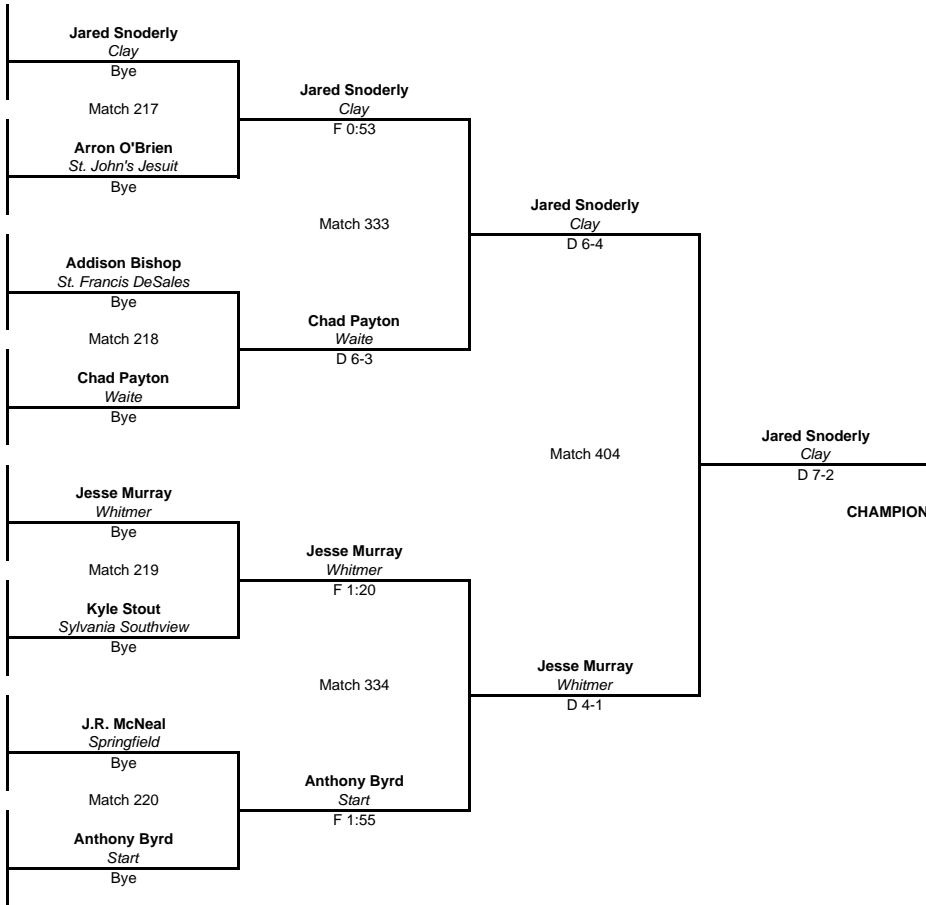 Jared Snoderly
Clay
Bye
Match 217
Arron O'Brien
St. John's Jesuit
Bye
Addison Bishop
St. Francis DeSales
Bye
Match 218
Chad Payton
Waite
Bye
Jesse Murray
Whitmer
Bye
Match 219
Kyle Stout
Sylvania Southview
Bye
J.R. McNeal
Springfield
Bye
Match 220
Anthony Byrd
Start
Bye
Jared Snoderly
Clay
F 0:53
Match 333
Chad Payton
Waite
D 6-3
Jesse Murray
Whitmer
F 1:20
Match 334
Anthony Byrd
Start
F 1:55
Jared Snoderly
Clay
D 6-4
Match 404
Jesse Murray
Whitmer
D 4-1
Jared Snoderly
Clay
D 7-2
CHAMPION